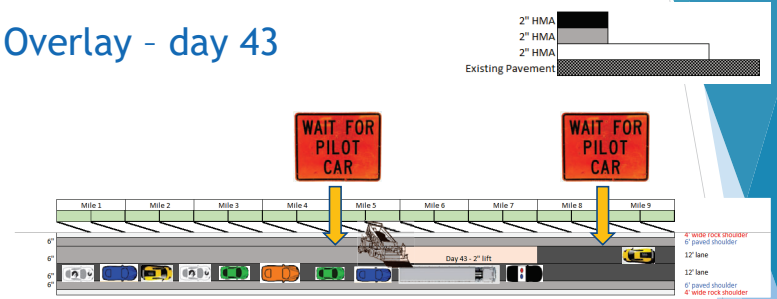 Overlay – day 43
2" HMA
2" HMA
2" HMA
Existing Pavement
WAIT FOR
PILOT
CAR
WAIT FOR
PILOT
CAR
Mile 1 Mile 2 Mile 3 Mile 4 Mile 5 Mile 6 Mile 7 Mile 8 Mile 9
6"
6"
6"
6"
Day 43 - 2" lift
4' wide rock shoulder
6' paved shoulder
12' lane
12' lane
6' paved shoulder
4' wide rock shoulder